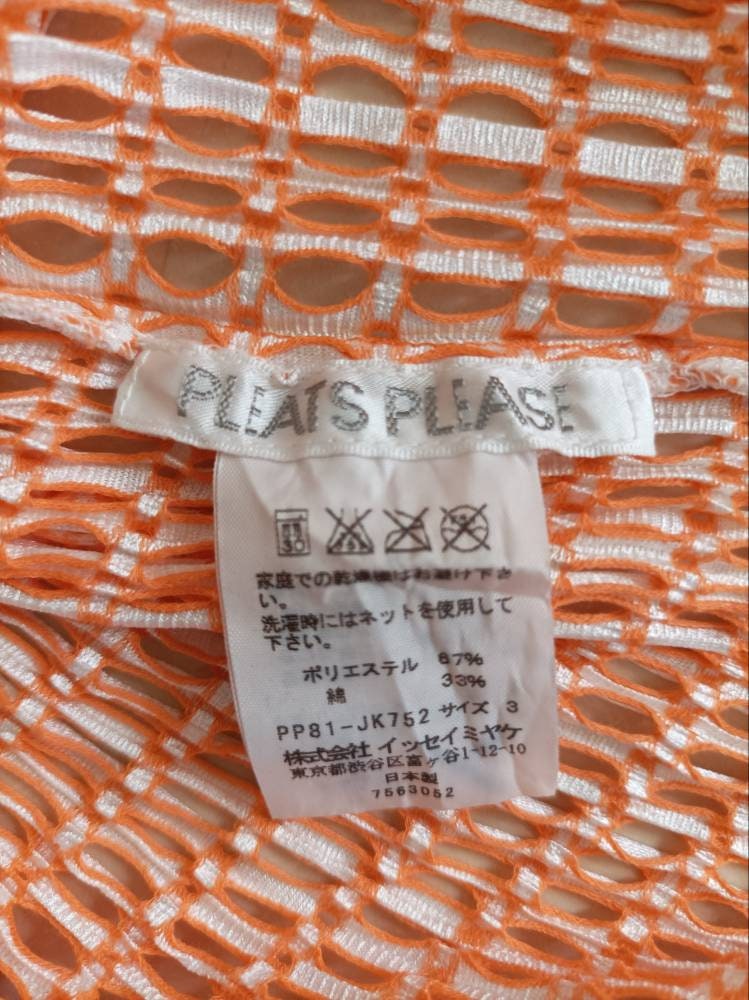 PLEATS PLEASE
家庭での乾燥機はお避け下さ
い。
洗濯時にはネットを使用して
下さい。
ポリエステル 67%
綿 33%
PP81-JK752 サイズ 3
株式会社 イッセイミヤケ
東京都渋谷区富ヶ谷1-12-10
日本製
7563052